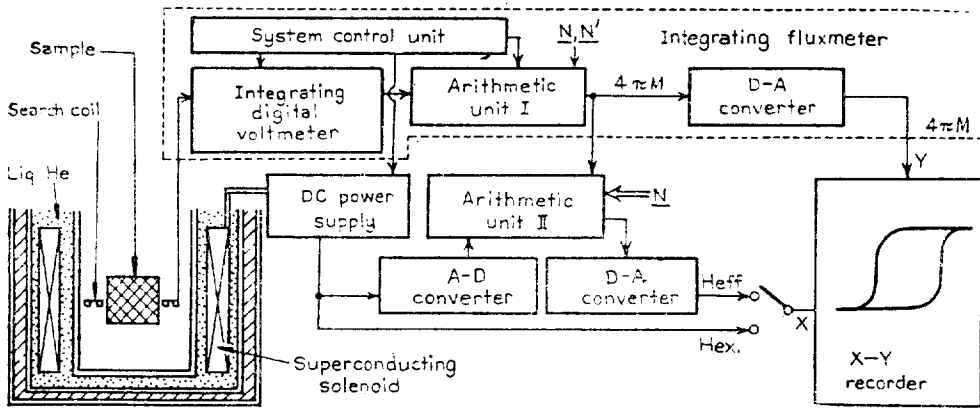 Sample
Search coil
Liq He
System control unit
Integrating
digital
voltmeter
N, N'
Arithmetic
unit I
Integrating fluxmeter
4πM
D-A
converter
4πM
Y
DC power
supply
Arithmetic
unit II
N
A-D
converter
D-A
converter
Heff
Hex.
X
Superconducting
solenoid
X-Y
recorder